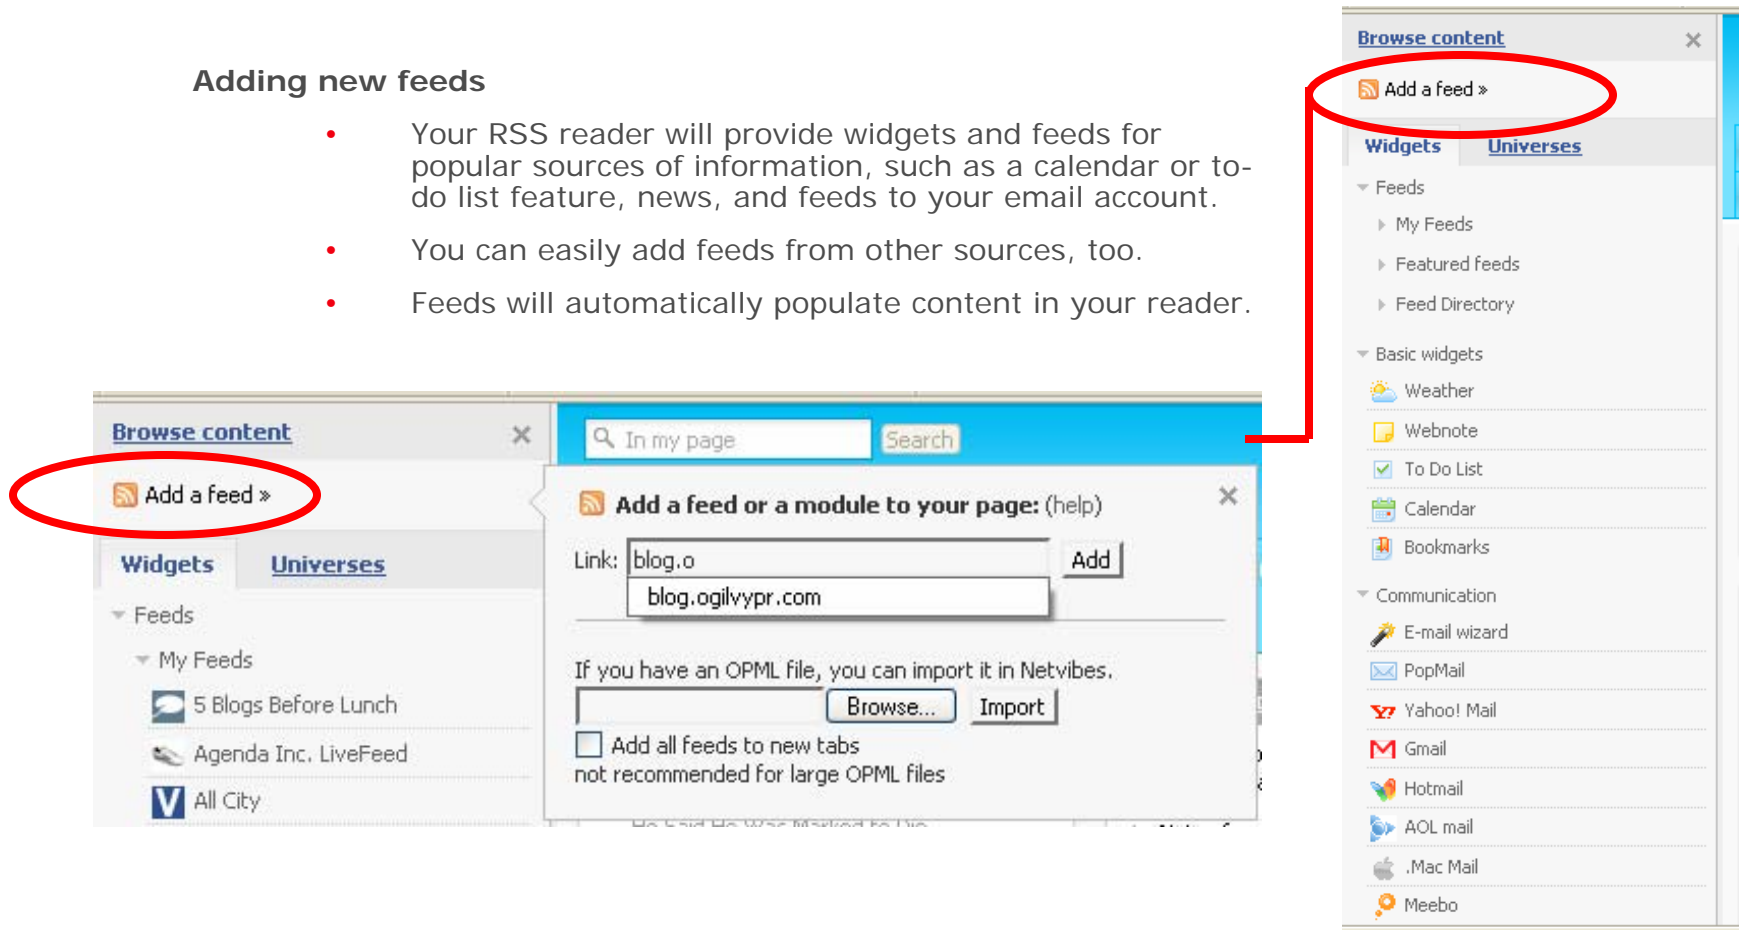 Adding new feeds
• Your RSS reader will provide widgets and feeds for
popular sources of information, such as a calendar or to-
do list feature, news, and feeds to your email account.
• You can easily add feeds from other sources, too.
• Feeds will automatically populate content in your reader.
Browse content
Add a feed »
Widgets Universes
Feeds
My Feeds
5 Blogs Before Lunch
Agenda Inc. LiveFeed
All City
In my page Search
Add a feed or a module to your page: (help)
Link: blog.o Add
blog.ogilvypr.com
If you have an OPML file, you can import it in Netvibes.
Browse... Import
Add all feeds to new tabs
not recommended for large OPML files
He Said He Was Marked to Die
Browse content
Add a feed »
Widgets Universes
Feeds
My Feeds
Featured feeds
Feed Directory
Basic widgets
Weather
Webnote
To Do List
Calendar
Bookmarks
Communication
E-mail wizard
PopMail
Yahoo! Mail
Gmail
Hotmail
AOL mail
.Mac Mail
Meebo